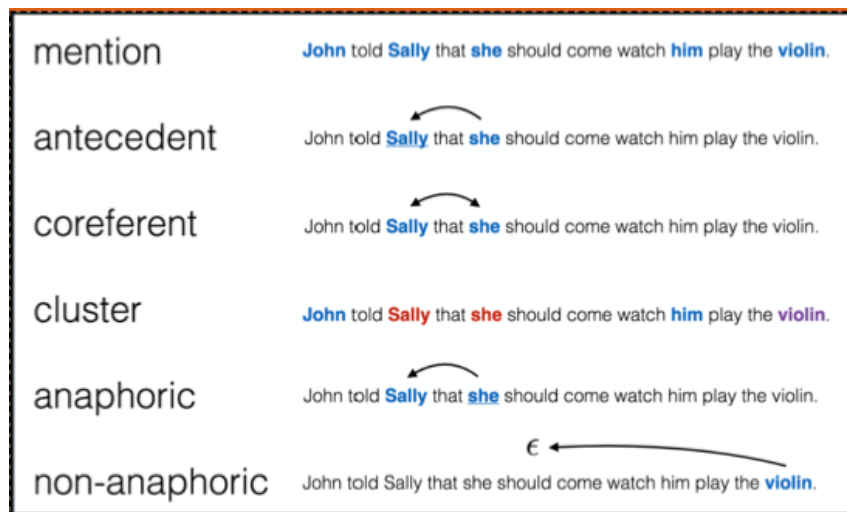 mention John told Sally that she should come watch him play the violin.
antecedent John told Sally that she should come watch him play the violin.
coreferent John told Sally that she should come watch him play the violin.
cluster John told Sally that she should come watch him play the violin.
anaphoric John told Sally that she should come watch him play the violin.
ϵ
non-anaphoric John told Sally that she should come watch him play the violin.